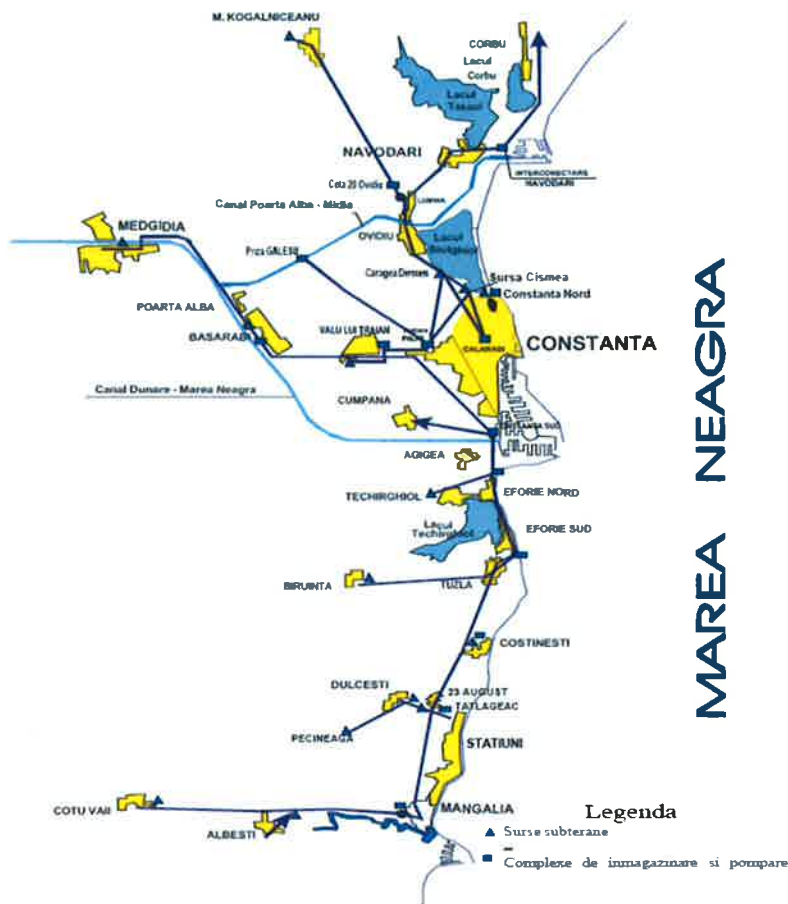 M. KOGALNICEANU
CORBU
Lacul
Corbu
Lacul
Tasaul
NAVODARI
INTERCONECTARE
NAVODARI
Cota 20 Ovidiu
LUMINA
Canal Poarta Alba - Midia
MEDGIDIA
OVIDIU
Lacul
Siutghiol
Priza GALESU
Caragea Dermen
Sursa Cismea
Constanta Nord
POARTA ALBA
BASARABI
VALU LUI TRAIAN
CALARASI
CONSTANTA
Canal Dunare - Marea Neagra
CUMPANA
CONSTANTA SUD
AGIGEA
TECHIRGHIOL
EFORIE NORD
Lacul
Techirghiol
EFORIE SUD
BIRUINTA
TUZLA
COSTINESTI
DULCESTI
23 AUGUST
TATLAGEAC
PECINEAGA
STATIUNI
COTU VAII
MANGALIA
ALBESTI
MAREA NEAGRA
Legenda
Surse subterane
Complexe de inmagazinare si pompare